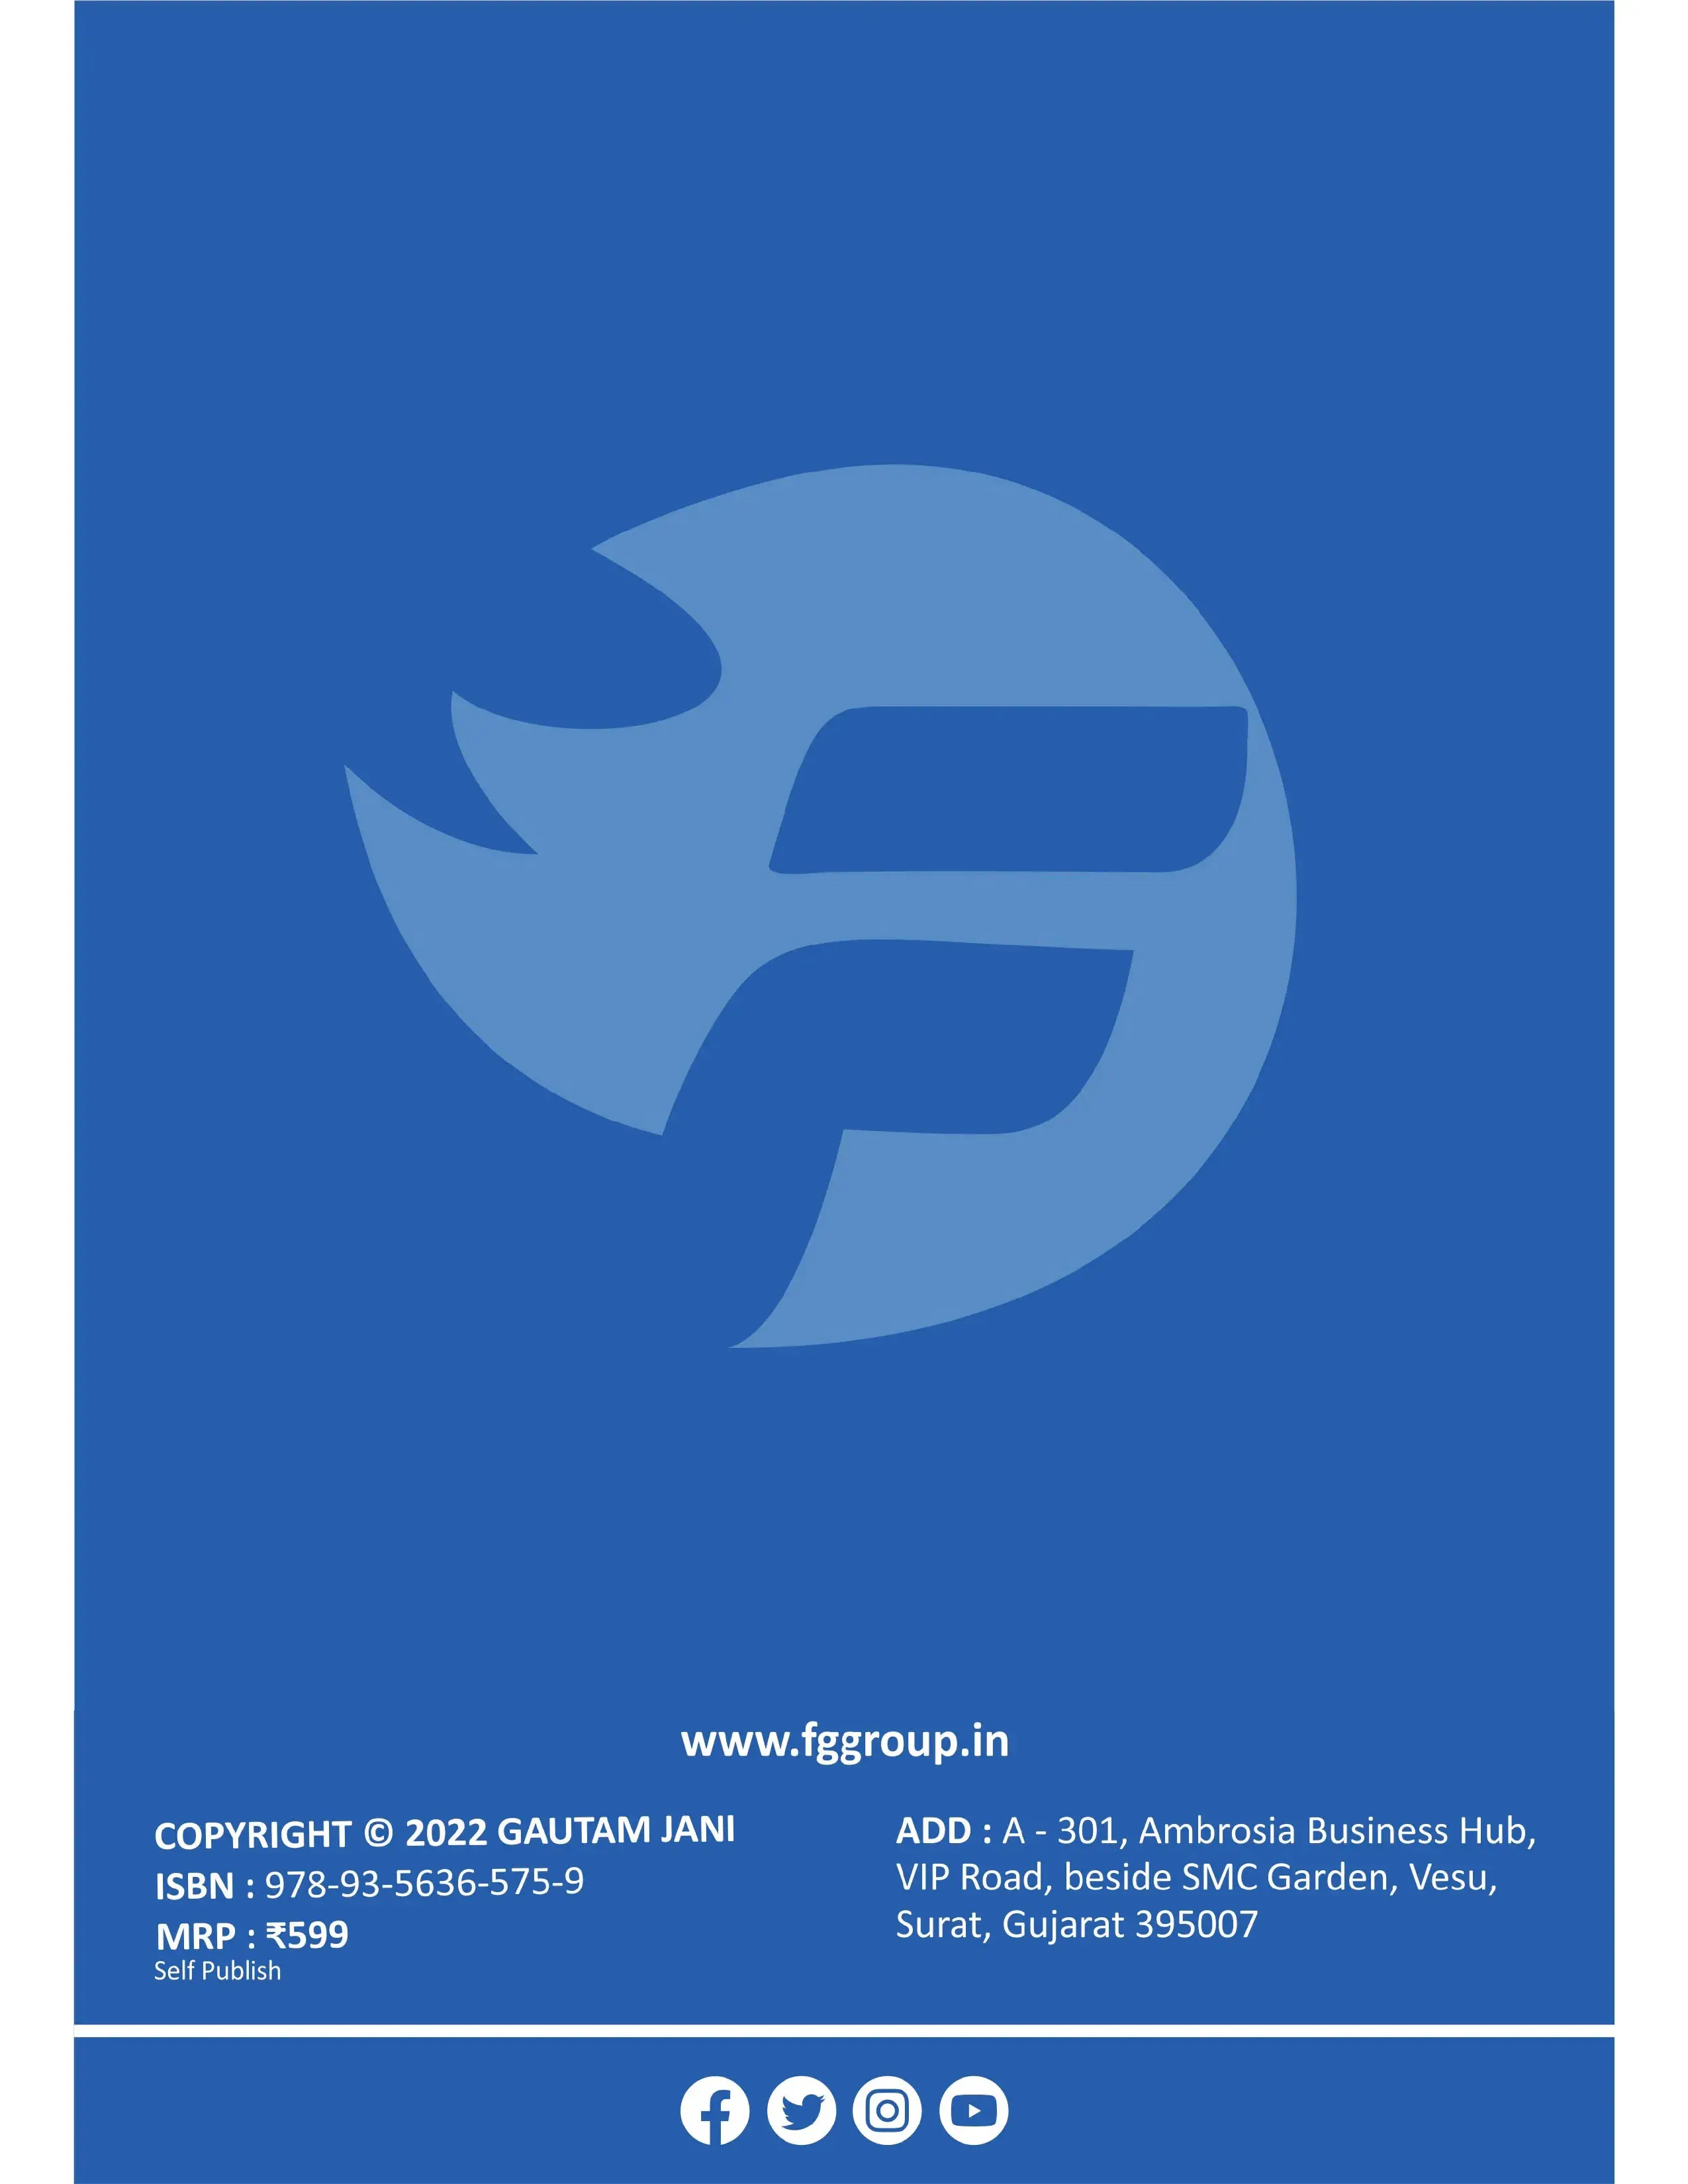 www.fggroup.in
COPYRIGHT © 2022 GAUTAM JANI
ISBN : 978-93-5636-575-9
MRP : ₹599
Self Publish
ADD : A - 301, Ambrosia Business Hub,
VIP Road, beside SMC Garden, Vesu,
Surat, Gujarat 395007